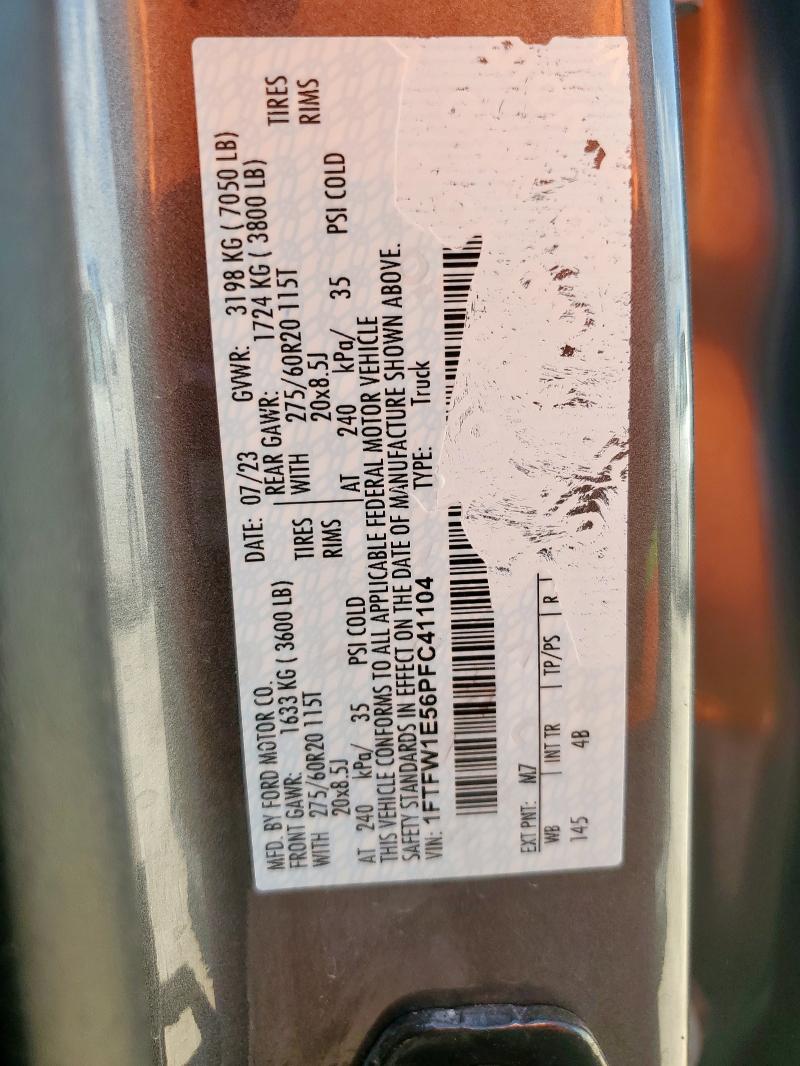 MFD. BY FORD MOTOR CO.
DATE: 07/23 GVWR: 3198 KG ( 7050 LB)
FRONT GAWR: 1633 KG ( 3600 LB)
REAR GAWR: 1724 KG ( 3800 LB)
WITH 275/60R20 115T TIRES
WITH 275/60R20 115T TIRES
20x8.5J RIMS
20x8.5J RIMS
AT 240 kPa/ 35 PSI COLD
AT 240 kPa/ 35 PSI COLD
THIS VEHICLE CONFORMS TO ALL APPLICABLE FEDERAL MOTOR VEHICLE
SAFETY STANDARDS IN EFFECT ON THE DATE OF MANUFACTURE SHOWN ABOVE.
VIN: 1FTFW1E56PFC41104 TYPE: Truck
EXT PNT: M7
WB INT TR TP/PS R
145 4B